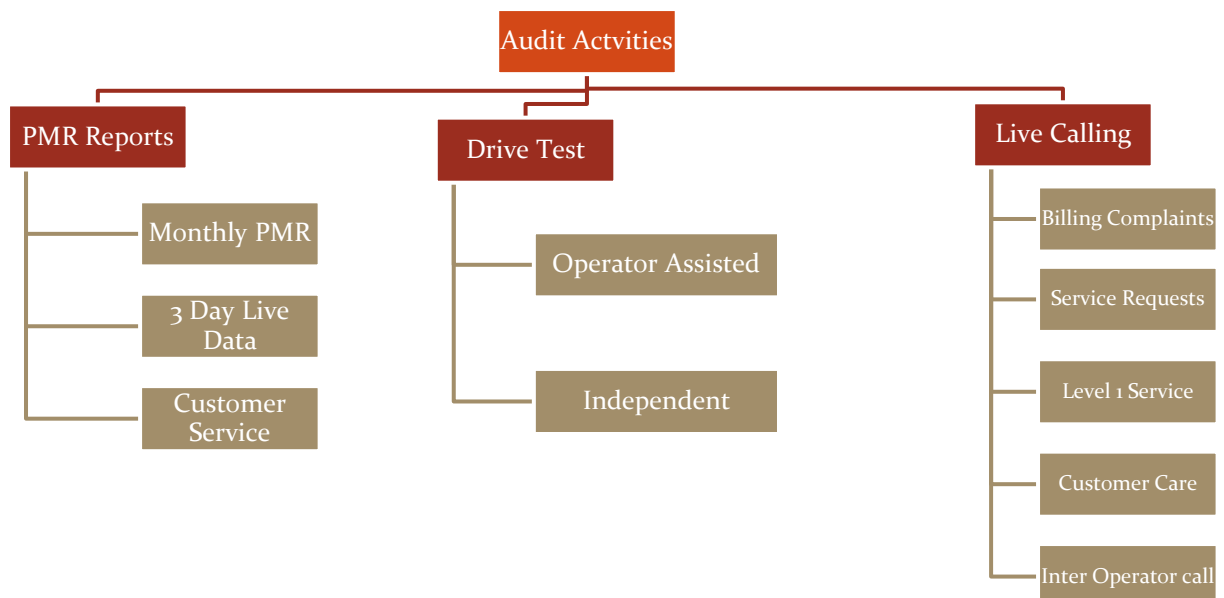 Audit Actvities
PMR Reports
Monthly PMR
3 Day Live
Data
Customer
Service
Drive Test
Operator Assisted
Independent
Live Calling
Billing Complaints
Service Requests
Level 1 Service
Customer Care
Inter Operator call